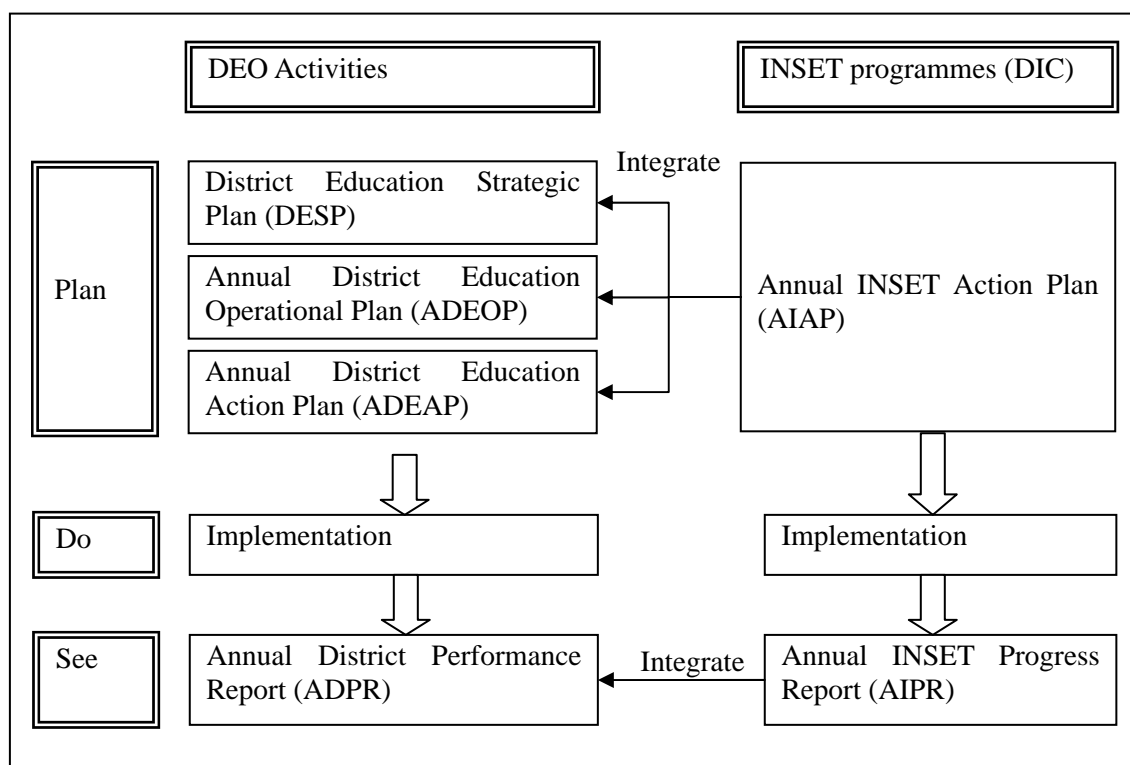 DEO Activities
INSET programmes (DIC)
Plan
District Education Strategic
Plan (DESP)
Integrate
Annual District Education
Operational Plan (ADEOP)
Annual District Education
Action Plan (ADEAP)
Annual INSET Action Plan
(AIAP)
Do
Implementation
Implementation
See
Annual District Performance
Report (ADPR)
Integrate
Annual INSET Progress
Report (AIPR)